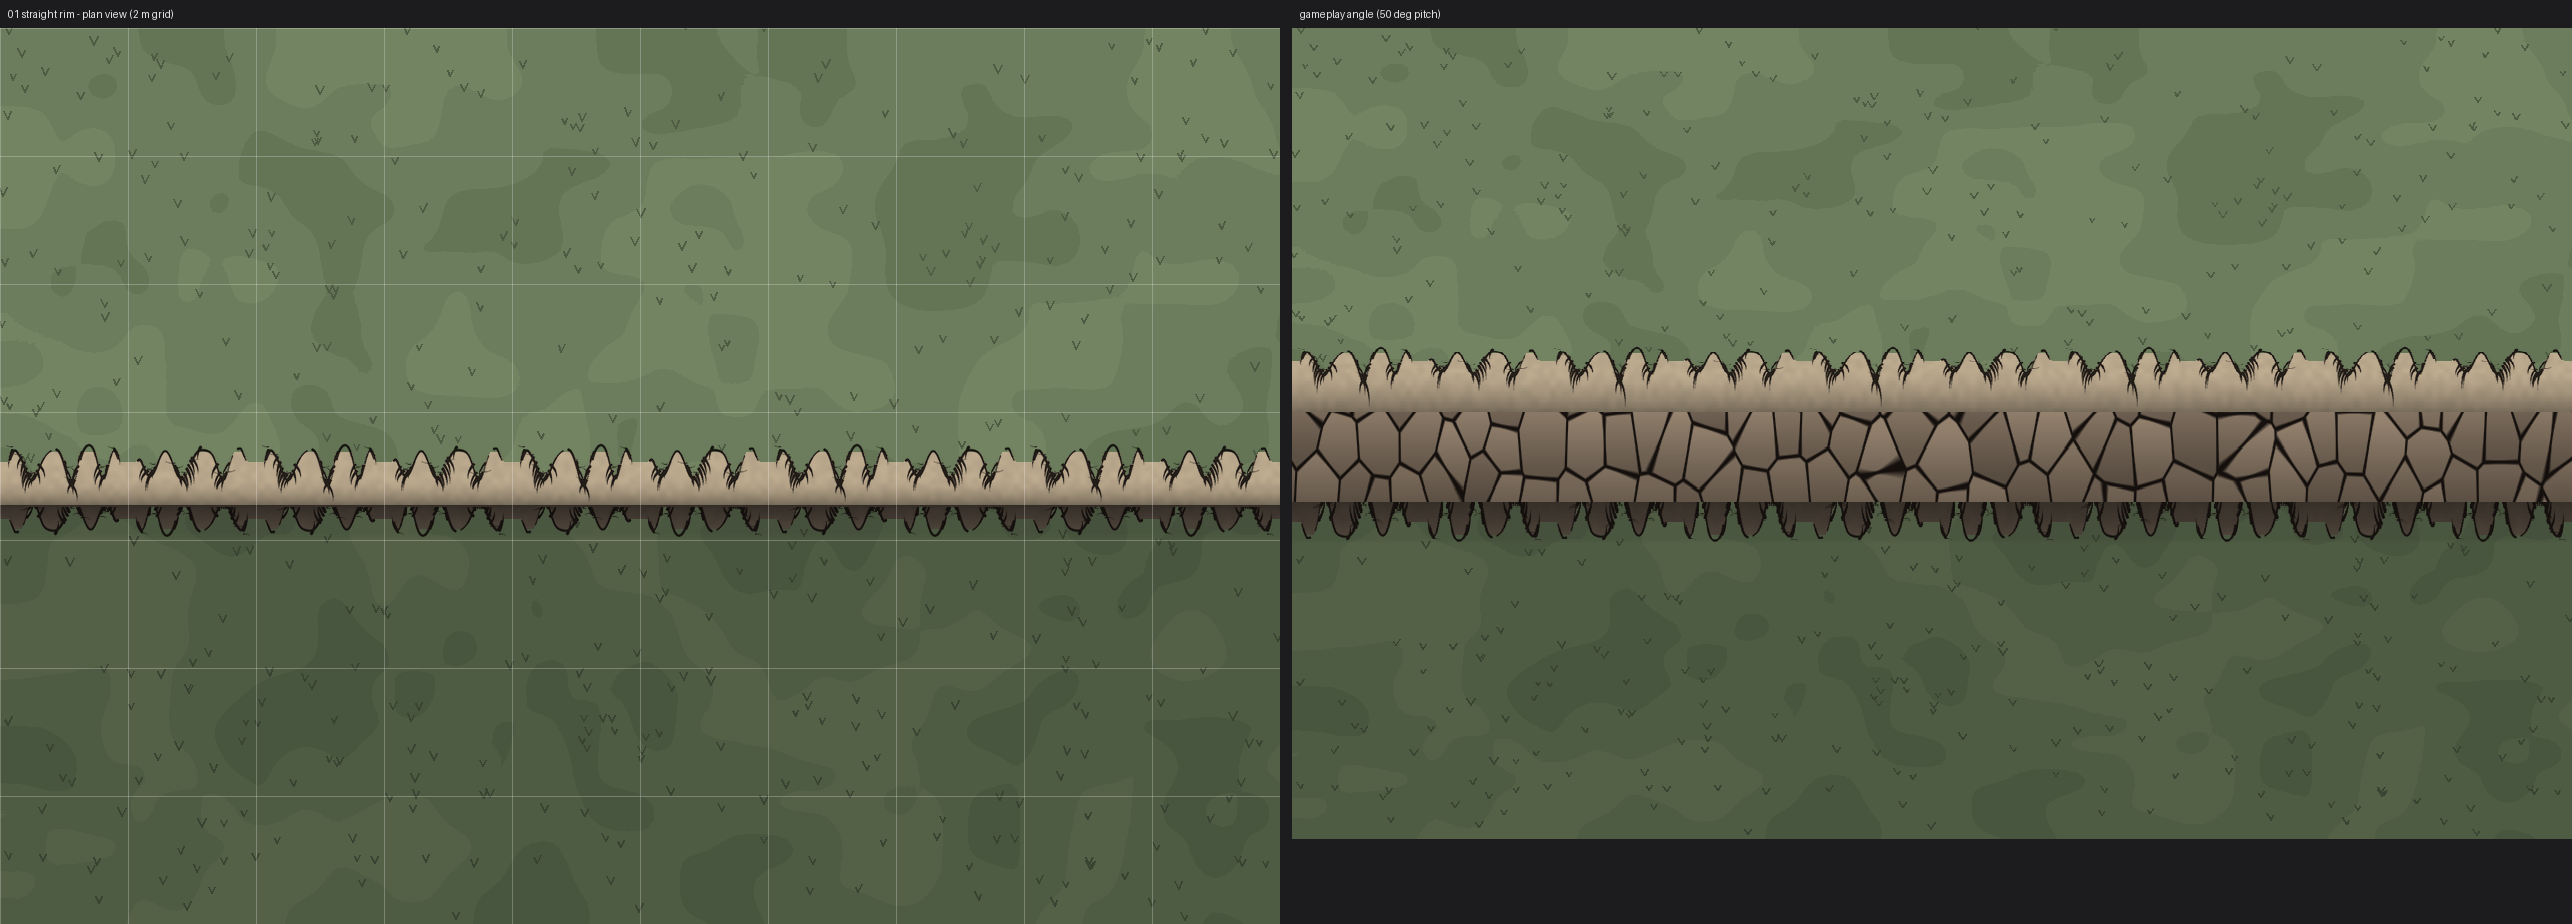 01 straight rim - plan view (2 m grid)
gameplay angle (50 deg pitch)